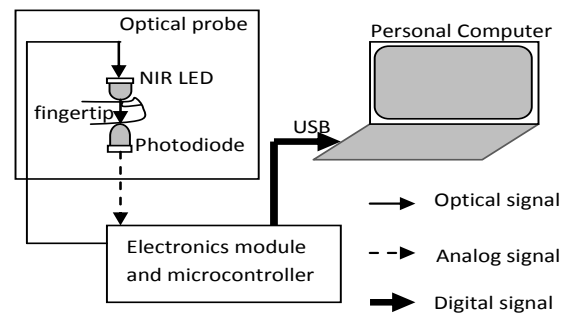 Optical probe
Personal Computer
NIR LED
fingertip
USB
Photodiode
Optical signal
Electronics module
and microcontroller
Analog signal
Digital signal